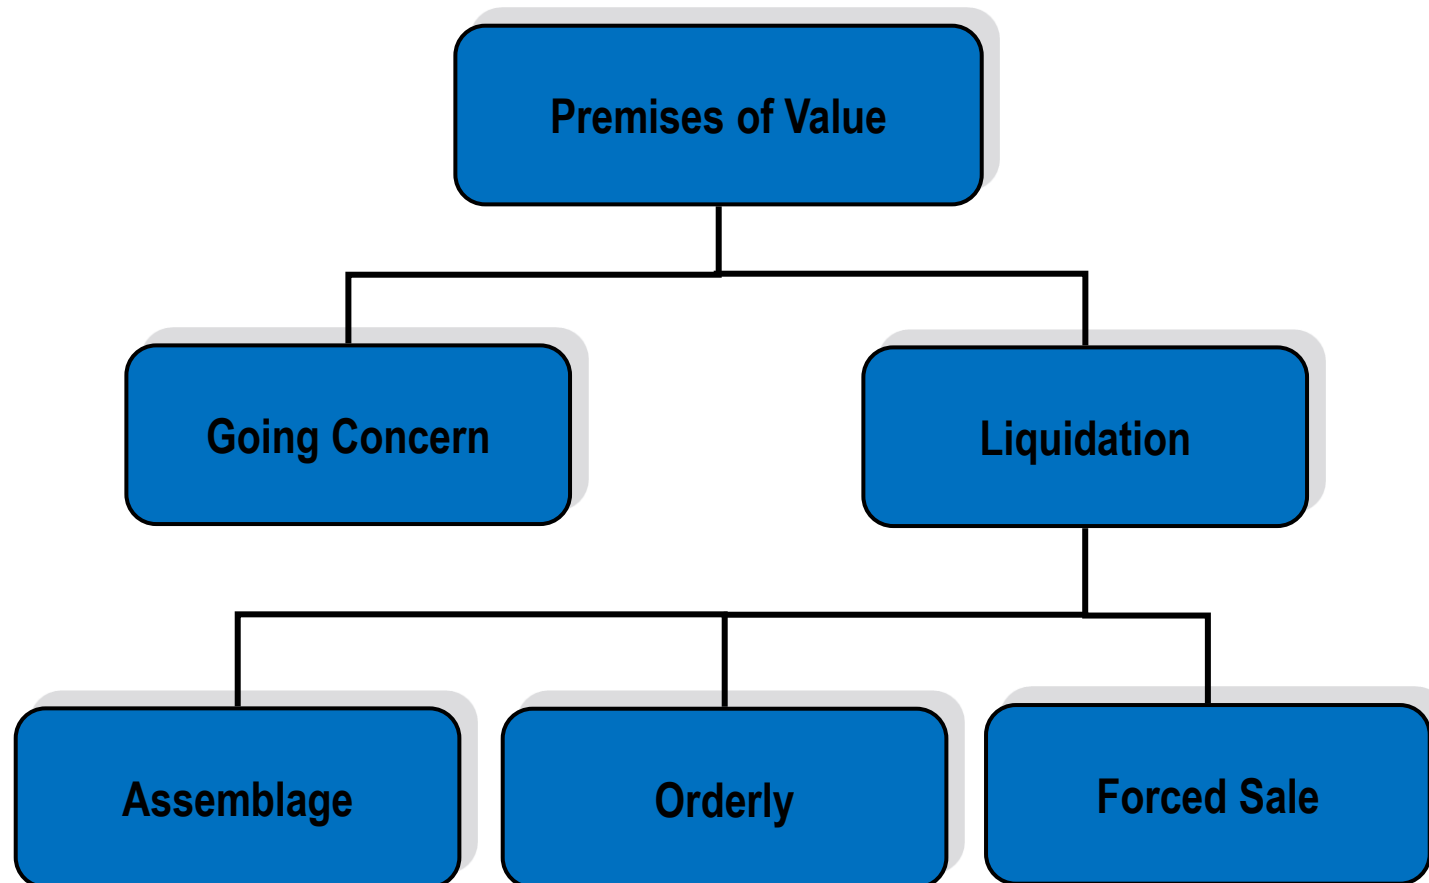 Premises of Value
Going Concern
Liquidation
Assemblage
Orderly
Forced Sale